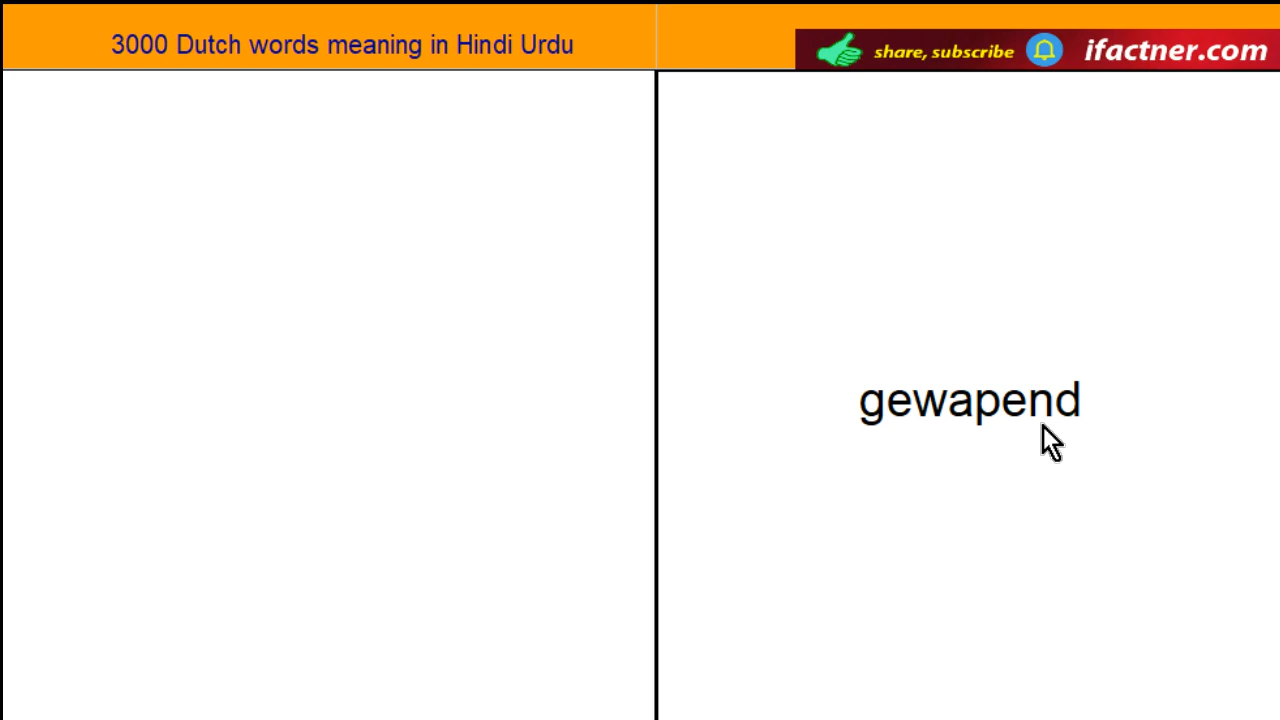 3000 Dutch words meaning in Hindi Urdu
share, subscribe
ifactner.com
gewapend